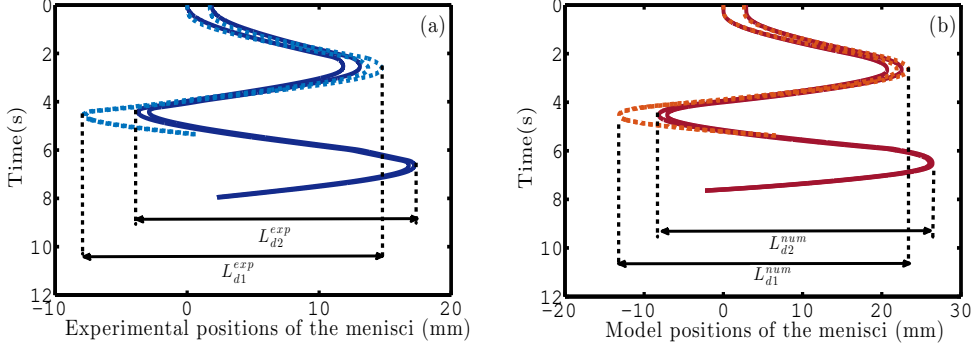 0
2
4
6
8
10
12
Time(s)
(a)
L_{d2}^{exp}
L_{d1}^{exp}
−10 0 10 20
Experimental positions of the menisci (mm)
0
2
4
6
8
10
12
Time(s)
(b)
L_{d2}^{num}
L_{d1}^{num}
−20 −10 0 10 20 30
Model positions of the menisci (mm)